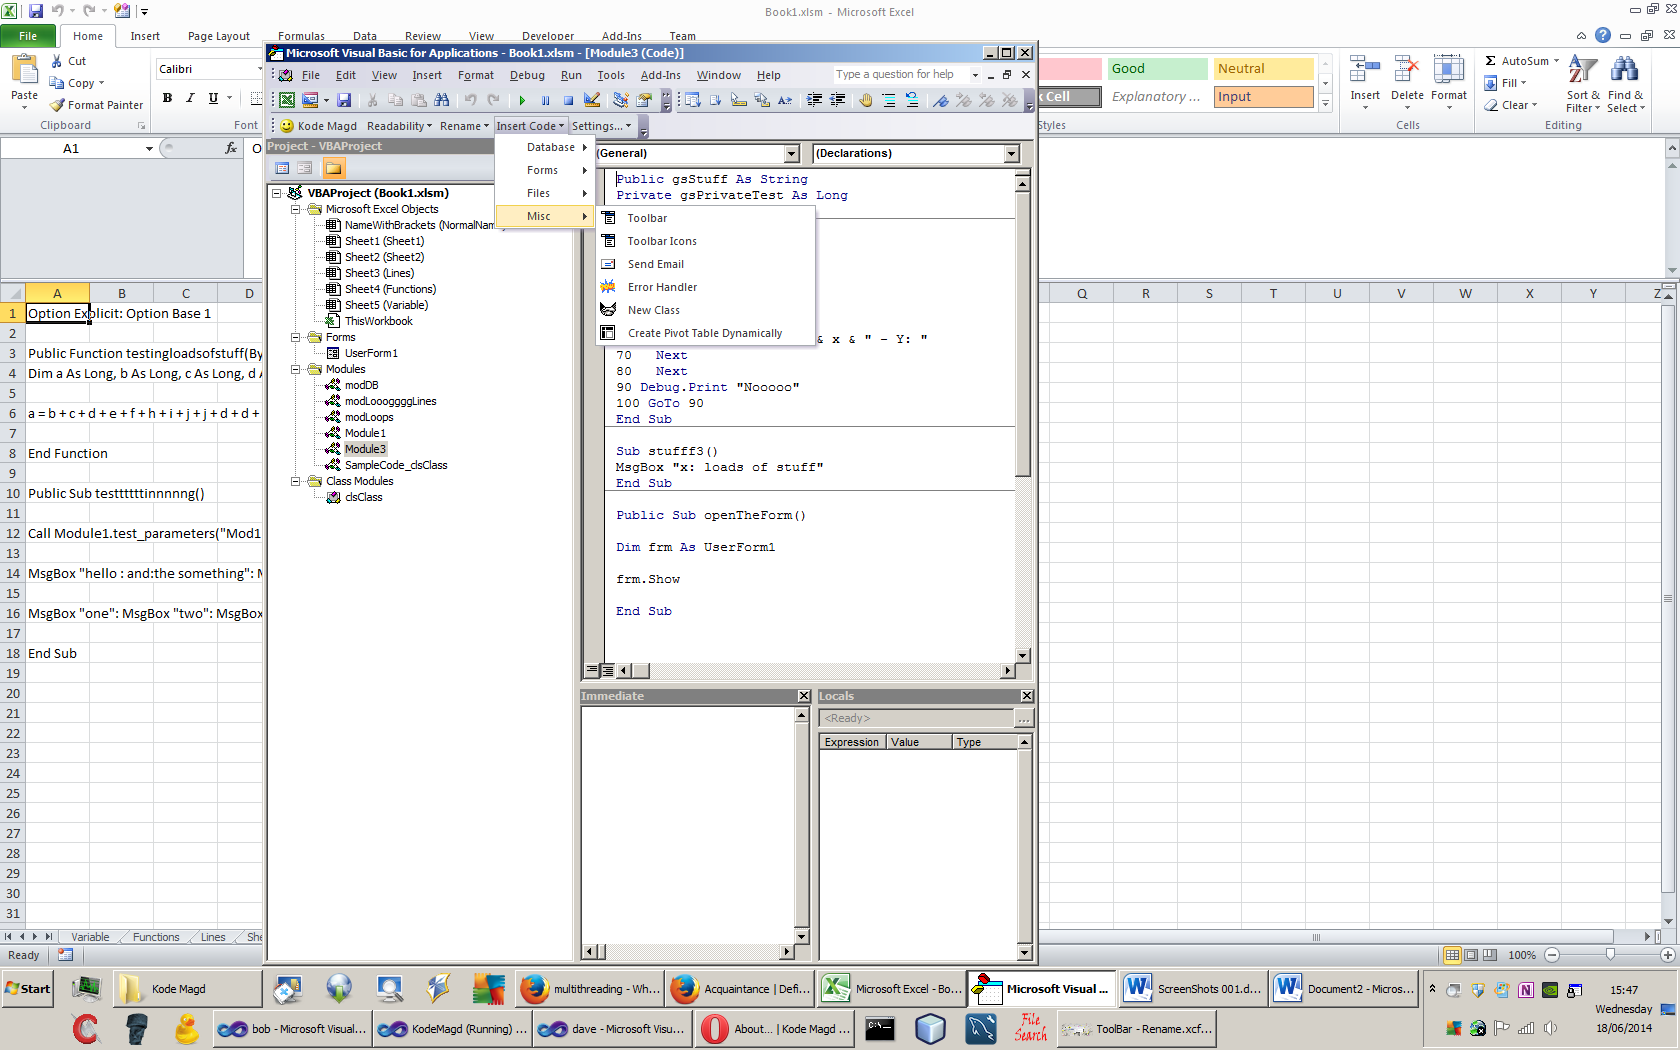 Book1.xlsm - Microsoft Excel
File Home Insert Page Layout Formulas Data Review View Developer Add-Ins Team
Paste
Cut
Copy
Format Painter
Clipboard
Calibri
B I U
Font
Good
Neutral
k Cell
Explanatory ...
Input
Styles
Insert Delete Format
Cells
Σ AutoSum
Fill
Clear
Sort & Filter
Find & Select
Editing
A1
fx
Microsoft Visual Basic for Applications - Book1.xlsm - [Module3 (Code)]
File Edit View Insert Format Debug Run Tools Add-Ins Window Help
Type a question for help
Kode Magd Readability Rename Insert Code Settings...
Project - VBAProject
Database
Forms
Files
Misc
Toolbar
Toolbar Icons
Send Email
Error Handler
New Class
Create Pivot Table Dynamically
VBAProject (Book1.xlsm)
Microsoft Excel Objects
NameWithBrackets (NormalNam
Sheet1 (Sheet1)
Sheet2 (Sheet2)
Sheet3 (Lines)
Sheet4 (Functions)
Sheet5 (Variable)
ThisWorkbook
Forms
UserForm1
Modules
modDB
modLoooggggLines
modLoops
Module1
Module3
SampleCode_clsClass
Class Modules
clsClass
(General)
(Declarations)
Public gsStuff As String
Private gsPrivateTest As Long
& x & " - Y: "
70 Next
80 Next
90 Debug.Print "Nooooo"
100 GoTo 90
End Sub
Sub stufff3()
MsgBox "x: loads of stuff"
End Sub
Public Sub openTheForm()
Dim frm As UserForm1
frm.Show
End Sub
Immediate
Locals
<Ready>
...
Expression Value Type
A B C D Q R S T U V W X Y Z
1 Option Explicit: Option Base 1
2
3 Public Function testingloadsofstuff(By
4 Dim a As Long, b As Long, c As Long, d A
5
6 a = b + c + d + e + f + h + i + j + j + d + d +
7
8 End Function
9
10 Public Sub testttttinnnnng()
11
12 Call Module1.test_parameters("Mod1
13
14 MsgBox "hello : and:the something": M
15
16 MsgBox "one": MsgBox "two": MsgBox
17
18 End Sub
19
20
21
22
23
24
25
26
27
28
29
30
31
Variable Functions Lines She
Ready
100%
Start
Kode Magd
multithreading - Wh...
Acquaintance | Defi...
Microsoft Excel - Bo...
Microsoft Visual ...
ScreenShots 001.d...
Document2 - Micros...
15:47
Wednesday
18/06/2014
bob - Microsoft Visual...
KodeMagd (Running) ...
dave - Microsoft Visu...
About... | Kode Magd ...
File Search
ToolBar - Rename.xcf...